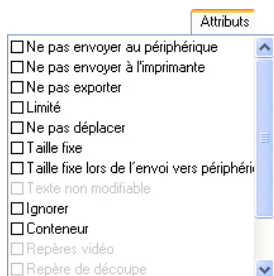 Attributs
Ne pas envoyer au périphérique
Ne pas envoyer à l'imprimante
Ne pas exporter
Limité
Ne pas déplacer
Taille fixe
Taille fixe lors de l'envoi vers périphéri
Texte non modifiable
Ignorer
Conteneur
Repères vidéo
Repère de découpe